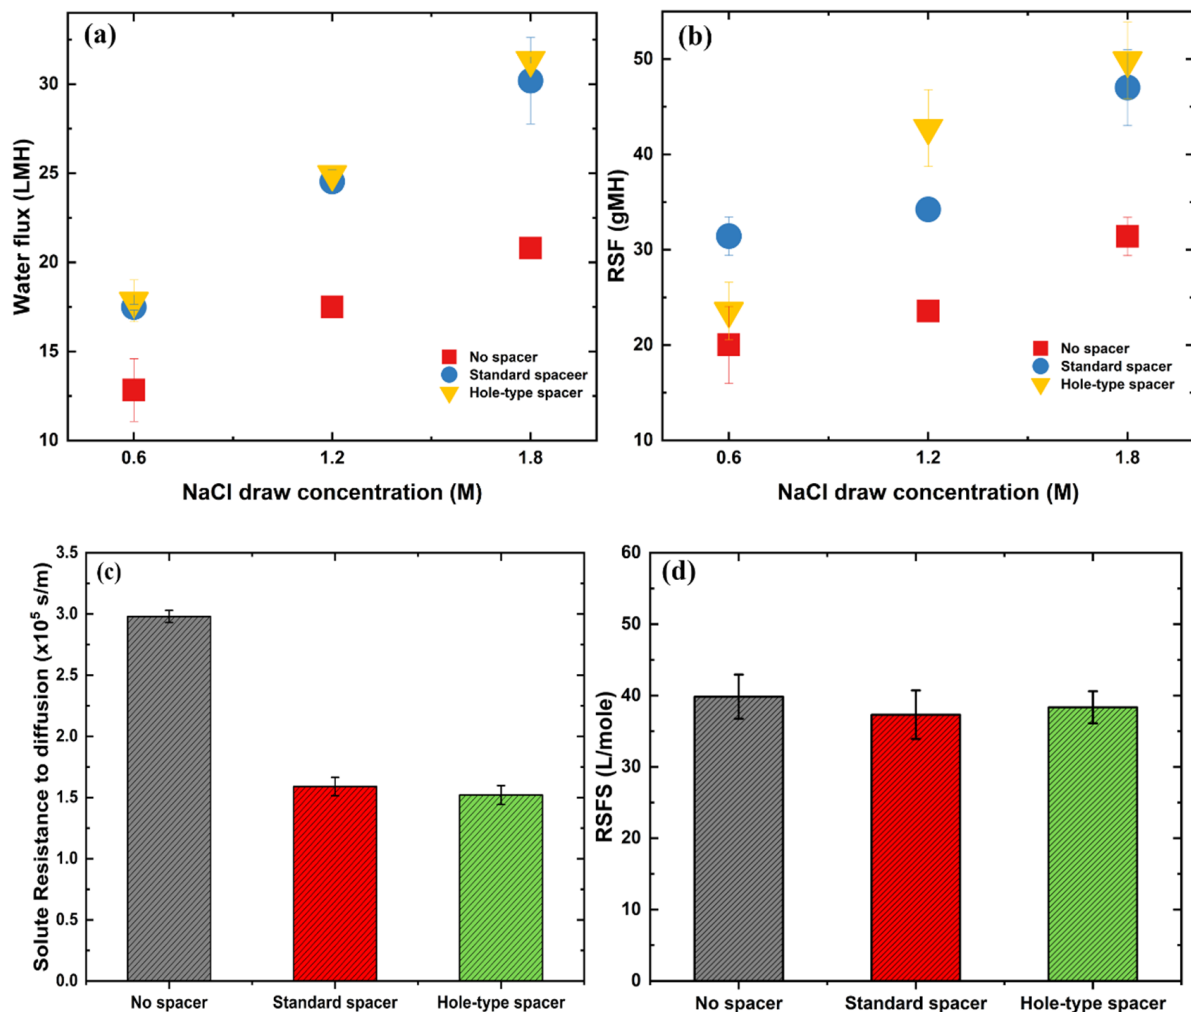 (a)
Water flux (LMH)
30
25
20
15
10
0.6
1.2
1.8
NaCl draw concentration (M)
No spacer
Standard spaceer
Hole-type spacer
(b)
RSF (gMH)
50
40
30
20
10
0.6
1.2
1.8
NaCl draw concentration (M)
No spacer
Standard spacer
Hole-type spacer
(c)
Solute Resistance to diffusion (x10⁵ s/m)
3.5
3.0
2.5
2.0
1.5
1.0
0.5
0.0
No spacer
Standard spacer
Hole-type spacer
(d)
RSFS (L/mole)
60
50
40
30
20
10
0
No spacer
Standard spacer
Hole-type spacer